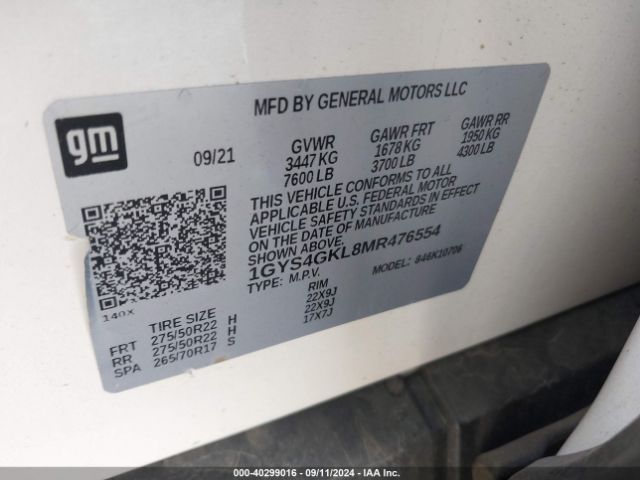 gm
MFD BY GENERAL MOTORS LLC
09/21
GVWR
3447 KG
7600 LB
GAWR FRT
1678 KG
3700 LB
GAWR RR
1950 KG
4300 LB
THIS VEHICLE CONFORMS TO ALL
APPLICABLE U.S. FEDERAL MOTOR
VEHICLE SAFETY STANDARDS IN EFFECT
ON THE DATE OF MANUFACTURE
SHOWN ABOVE.
1GYS4GKL8MR476554
TYPE: M.P.V.
MODEL: 846K10706
140X
TIRE SIZE
RIM
FRT 275/50R22 H 22X9J
RR 275/50R22 H 22X9J
SPA 265/70R17 S 17X7J
000-40299016 - 09/11/2024 - IAA Inc.